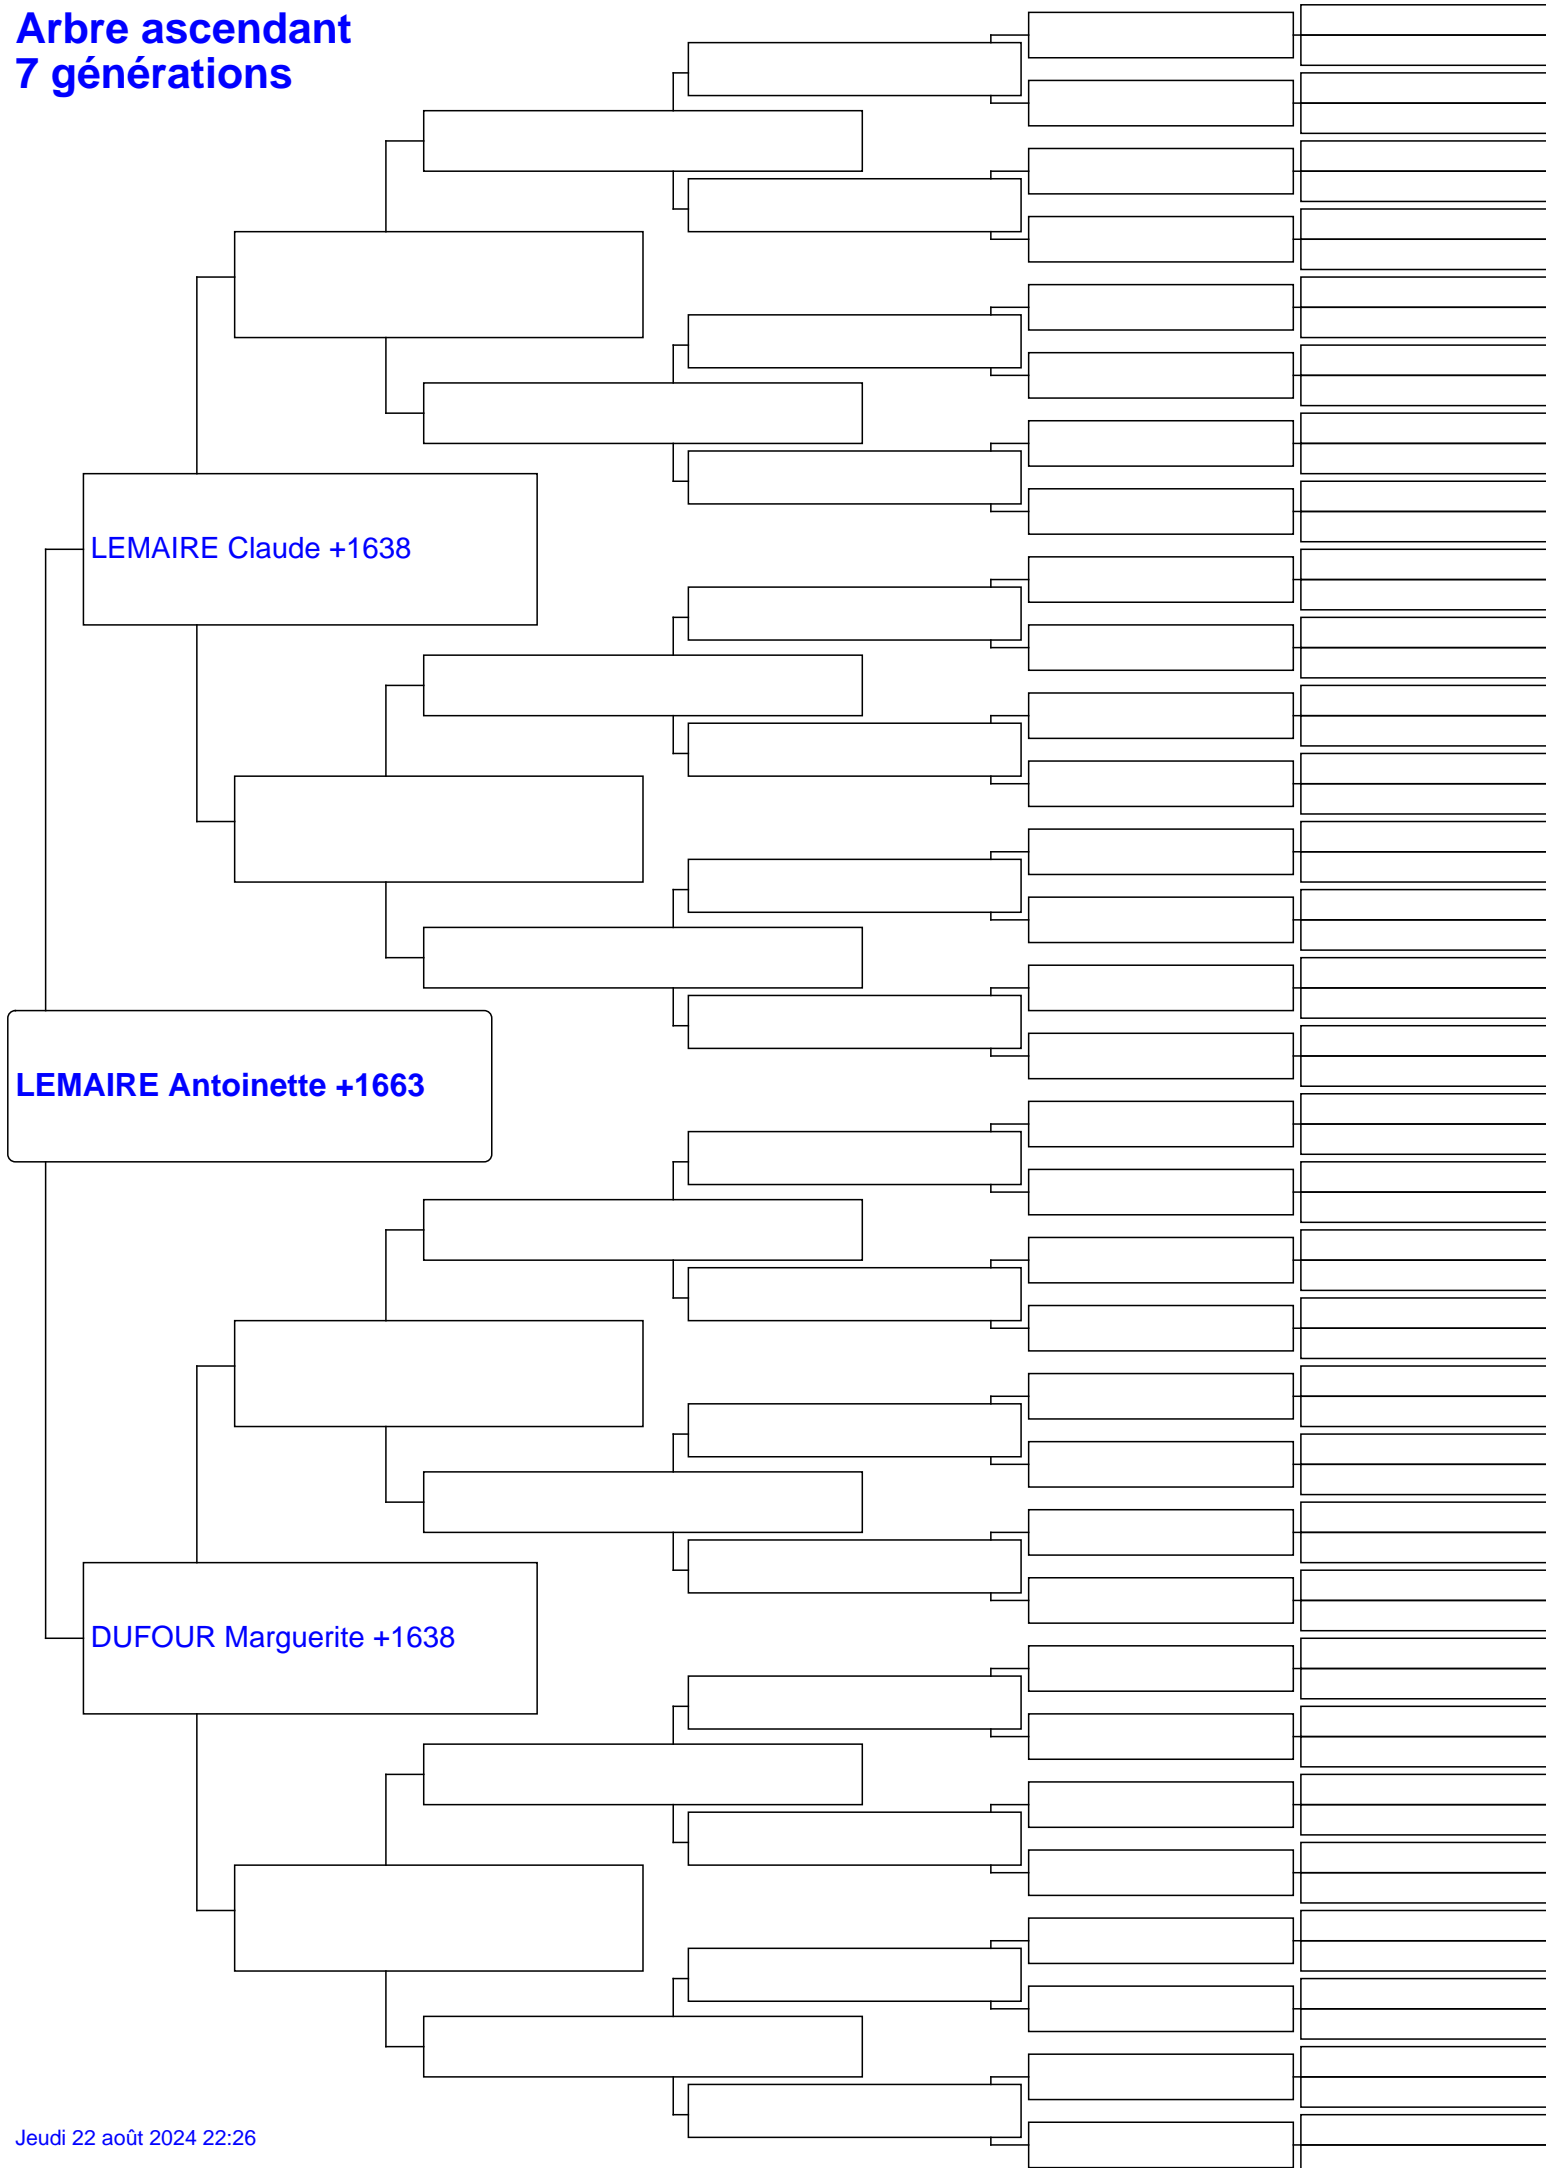 Arbre ascendant
7 générations
LEMAIRE Claude +1638
LEMAIRE Antoinette +1663
DUFOUR Marguerite +1638
Jeudi 22 août 2024 22:26